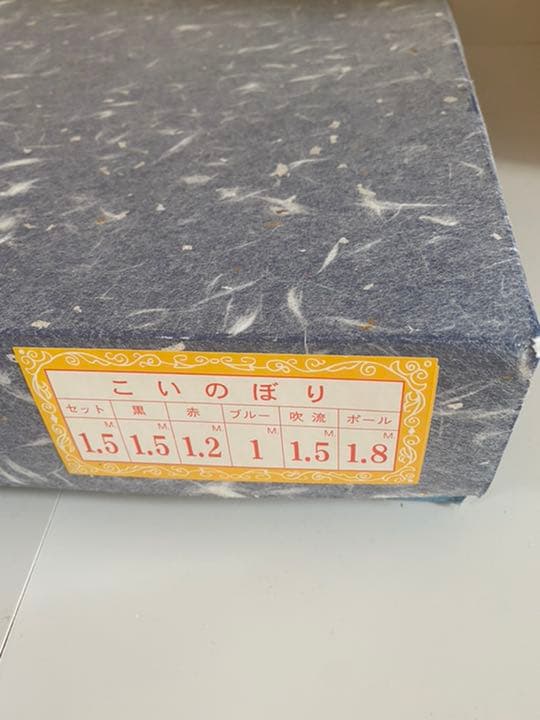 こいのぼり
セット 黒 赤 ブルー 吹流 ポール
M. M. M. M. M. M.
1.5 1.5 1.2 1 1.5 1.8